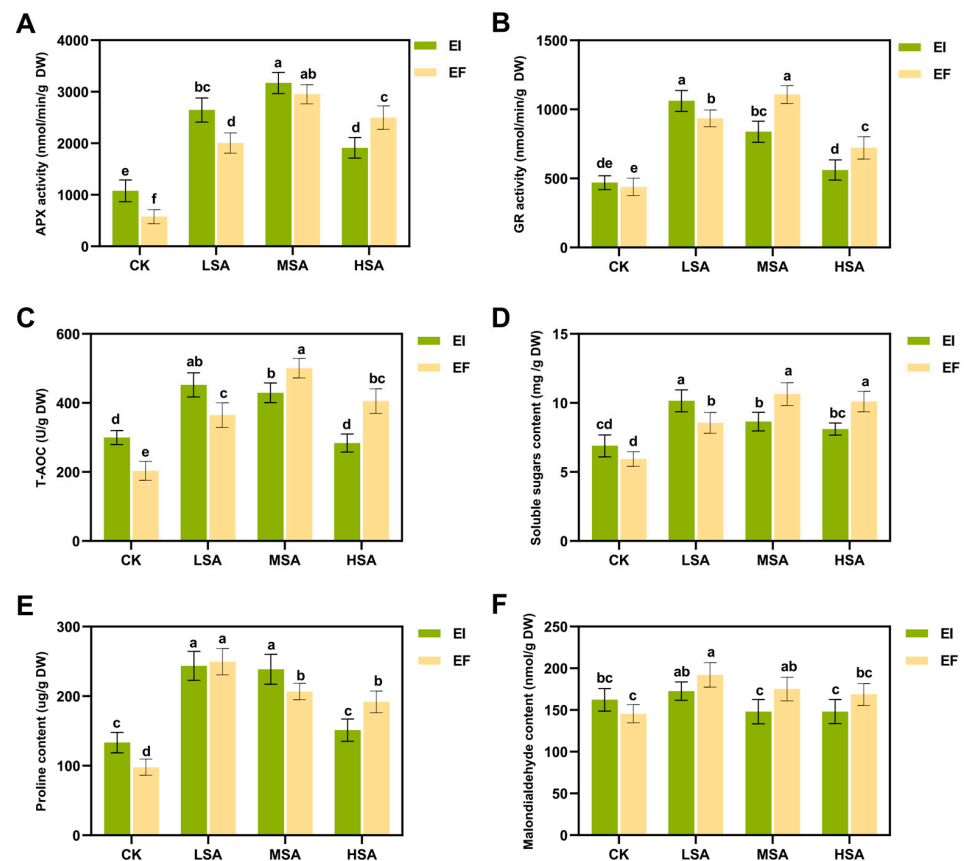 A
APX activity (nmol/min/g DW)
4000
3000
2000
1000
0
e
f
bc
d
a
ab
d
c
CK
LSA
MSA
HSA
EI
EF
B
GR activity (nmol/min/g DW)
1500
1000
500
0
de
e
a
b
bc
a
d
c
CK
LSA
MSA
HSA
EI
EF
C
T-AOC (U/g DW)
600
400
200
0
d
e
ab
c
b
a
d
bc
CK
LSA
MSA
HSA
EI
EF
D
Soluble sugars content (mg /g DW)
15
10
5
0
cd
d
a
b
b
a
bc
a
CK
LSA
MSA
HSA
EI
EF
E
Proline content (ug/g DW)
300
200
100
0
c
d
a
a
a
b
c
b
CK
LSA
MSA
HSA
EI
EF
F
Malondialdehyde content (nmol/g DW)
250
200
150
100
50
0
bc
c
ab
a
c
ab
c
bc
CK
LSA
MSA
HSA
EI
EF